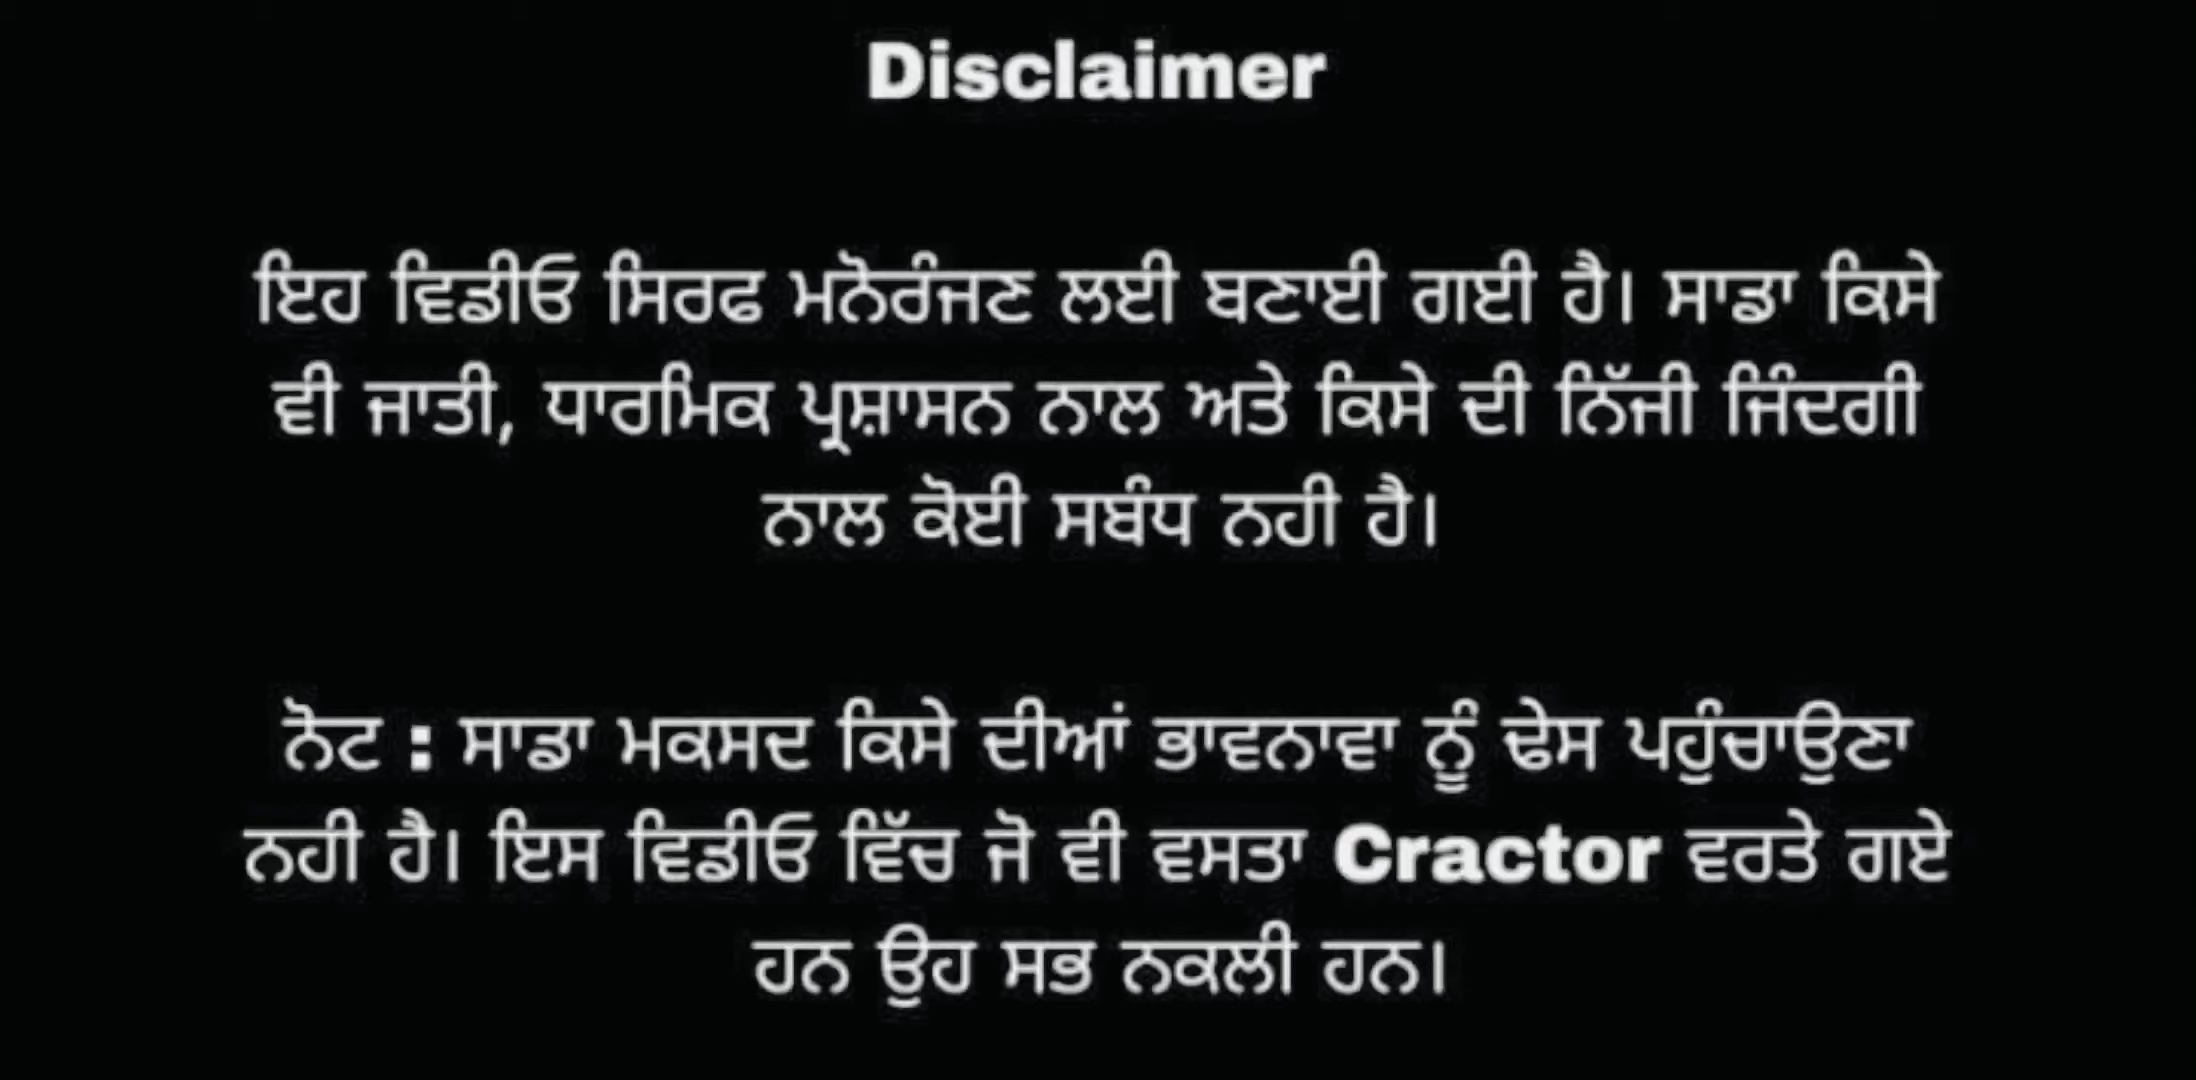 Disclaimer
ਇਹ ਵਿਡੀਓ ਸਿਰਫ ਮਨੋਰੰਜਣ ਲਈ ਬਣਾਈ ਗਈ ਹੈ। ਸਾਡਾ ਕਿਸੇ
ਵੀ ਜਾਤੀ, ਧਾਰਮਿਕ ਪ੍ਰਸ਼ਾਸਨ ਨਾਲ ਅਤੇ ਕਿਸੇ ਦੀ ਨਿੱਜੀ ਜਿੰਦਗੀ
ਨਾਲ ਕੋਈ ਸਬੰਧ ਨਹੀ ਹੈ।
ਨੋਟ : ਸਾਡਾ ਮਕਸਦ ਕਿਸੇ ਦੀਆਂ ਭਾਵਨਾਵਾ ਨੂੰ ਢੇਸ ਪਹੁੰਚਾਉਣਾ
ਨਹੀ ਹੈ। ਇਸ ਵਿਡੀਓ ਵਿੱਚ ਜੋ ਵੀ ਵਸਤਾ Cractor ਵਰਤੇ ਗਏ
ਹਨ ਉਹ ਸਭ ਨਕਲੀ ਹਨ।